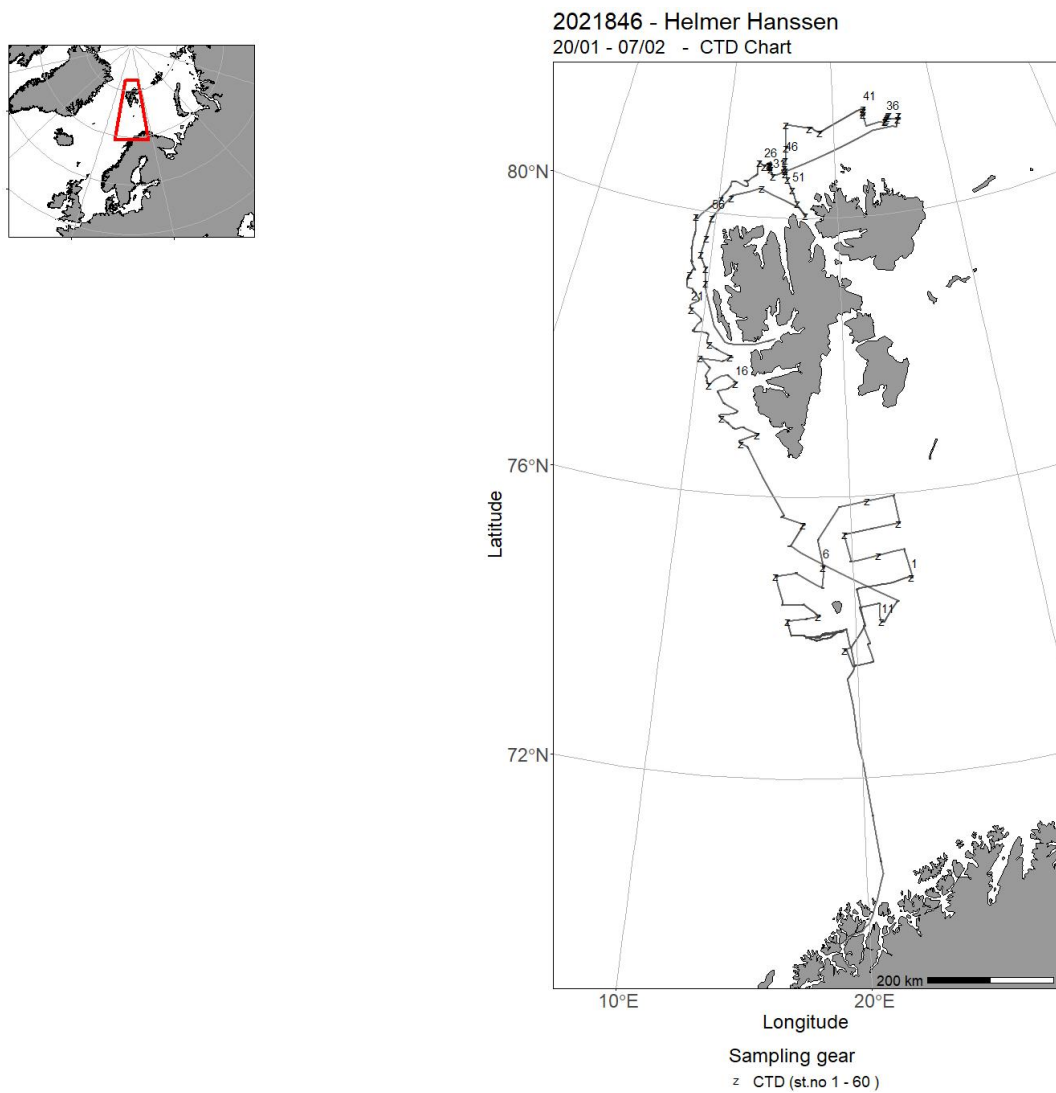 2021846 - Helmer Hanssen
20/01 - 07/02 - CTD Chart
41
36
80°N
46
26
31
51
56
21
16
76°N
6
1
11
72°N
200 km
10°E
20°E
Latitude
Longitude
Sampling gear
z CTD (st.no 1 - 60 )